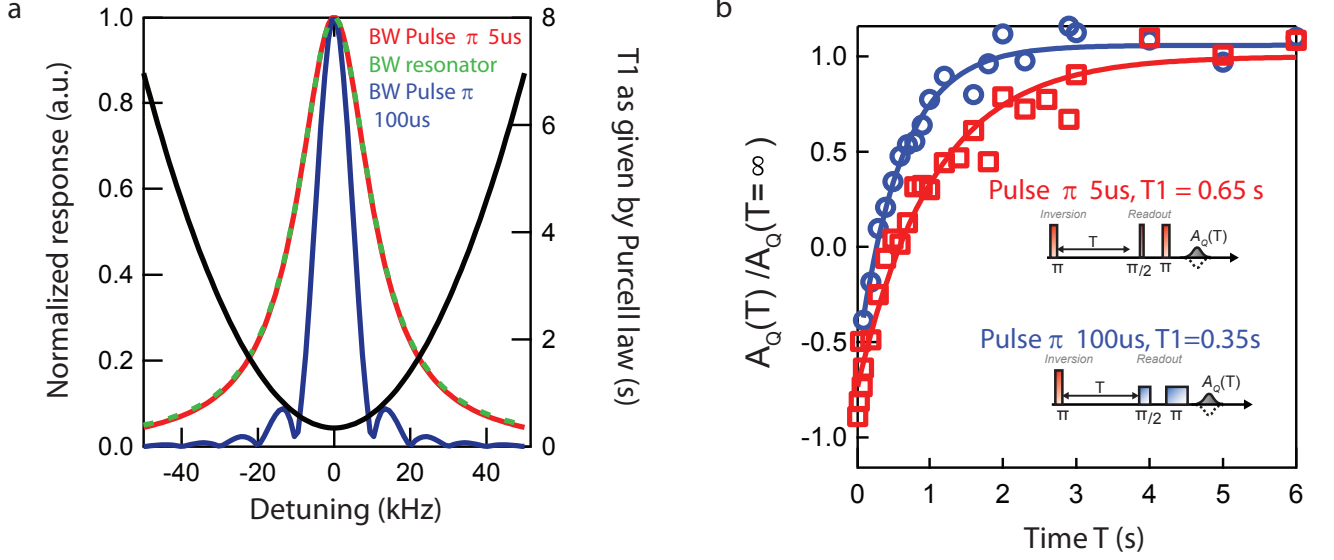 a
Normalized response (a.u.)
1.0
0.8
0.6
0.4
0.2
0.0
-40
-20
0
20
40
Detuning (kHz)
8
6
4
2
0
T1 as given by Purcell law (s)
BW Pulse π 5us
BW resonator
BW Pulse π
100us
b
A_Q(T) /A_Q(T= ∞)
1.0
0.5
0.0
-0.5
-1.0
0
1
2
3
4
5
6
Time T (s)
Pulse π 5us, T1 = 0.65 s
Inversion
Readout
T
A_Q(T)
π
π/2
π
Pulse π 100us, T1=0.35s
Inversion
Readout
T
A_Q(T)
π
π/2
π